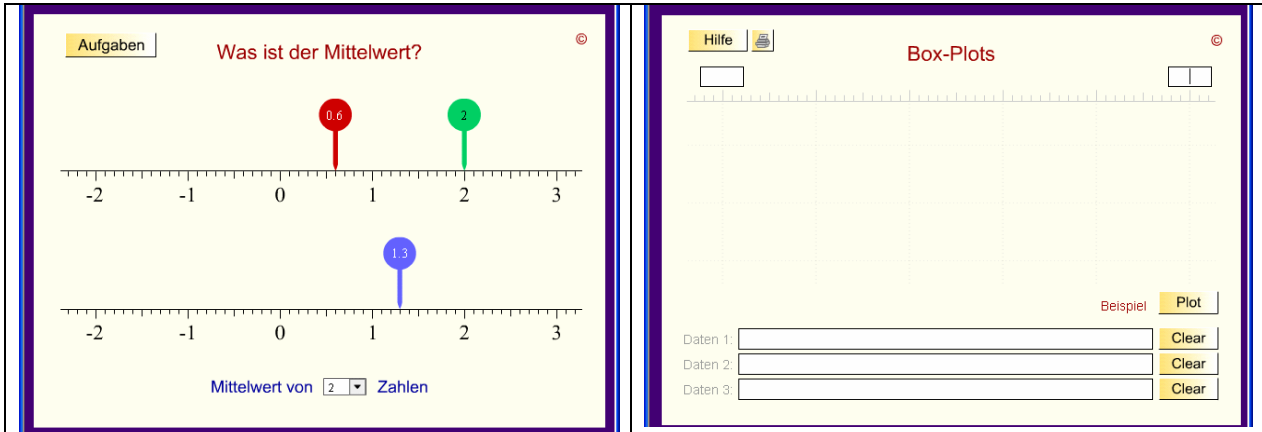 Aufgaben
©
Was ist der Mittelwert?
0.6
2
-2 -1 0 1 2 3
1.3
-2 -1 0 1 2 3
Mittelwert von 2 Zahlen
Hilfe
©
Box-Plots
Beispiel Plot
Daten 1: Clear
Daten 2: Clear
Daten 3: Clear